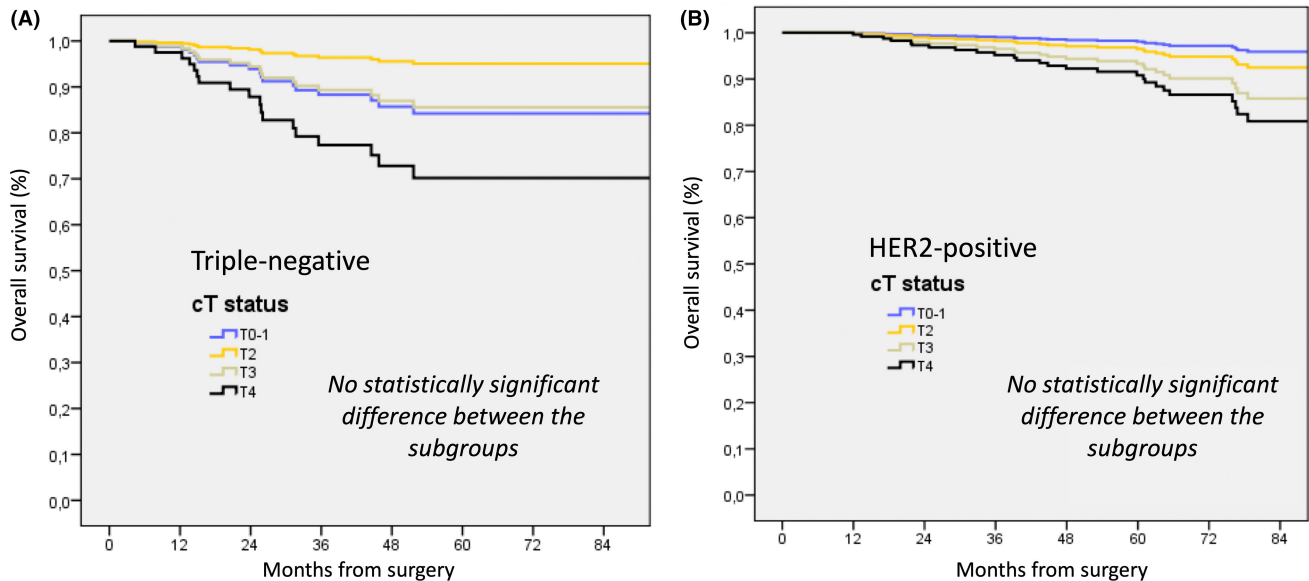 (A)
Overall survival (%)
1,0
0,9
0,8
0,7
0,6
0,5
0,4
0,3
0,2
0,1
0,0
Triple-negative
cT status
T0-1
T2
T3
T4
No statistically significant
difference between the
subgroups
0 12 24 36 48 60 72 84
Months from surgery
(B)
Overall survival (%)
1,0
0,9
0,8
0,7
0,6
0,5
0,4
0,3
0,2
0,1
0,0
HER2-positive
cT status
T0-1
T2
T3
T4
No statistically significant
difference between the
subgroups
0 12 24 36 48 60 72 84
Months from surgery